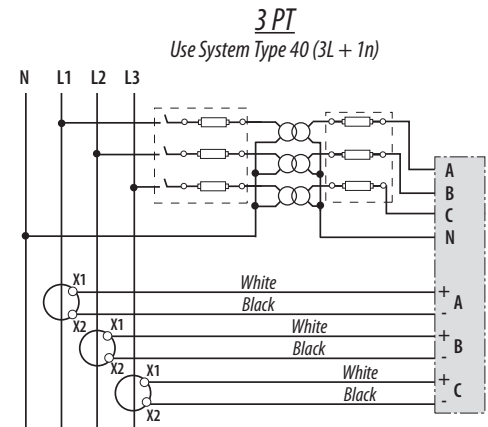 3 PT
Use System Type 40 (3L + 1n)
N L1 L2 L3
A
B
C
N
X1
White
+
A
Black
-
X2
X1
White
+
B
Black
-
X2
X1
White
+
C
Black
-
X2